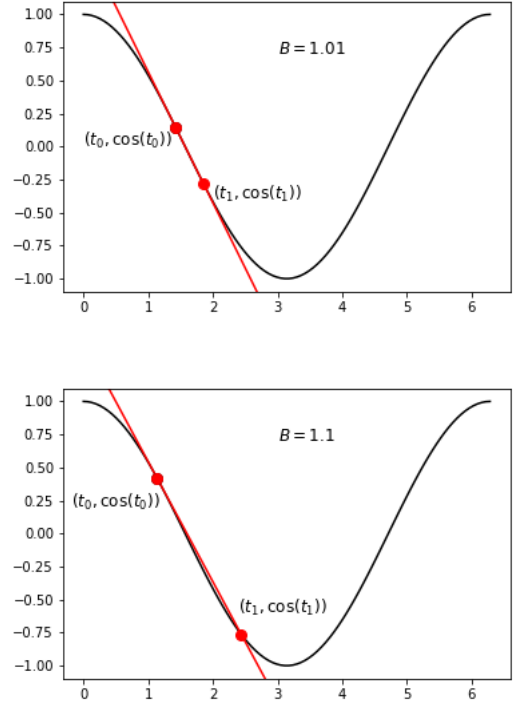 1.00
0.75
B = 1.01
0.50
0.25
0.00
(t₀, cos(t₀))
−0.25
(t₁, cos(t₁))
−0.50
−0.75
−1.00
0 1 2 3 4 5 6
1.00
0.75
B = 1.1
0.50
0.25
(t₀, cos(t₀))
0.00
−0.25
−0.50
(t₁, cos(t₁))
−0.75
−1.00
0 1 2 3 4 5 6